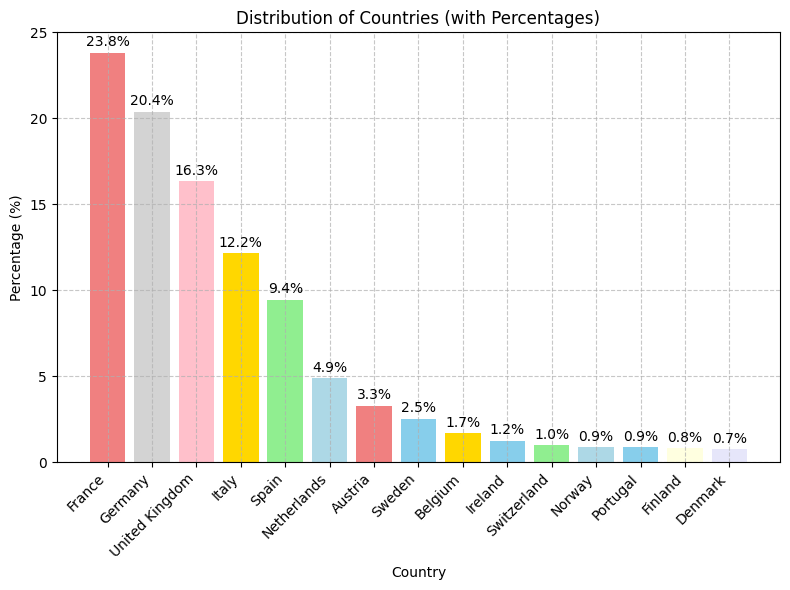 Distribution of Countries (with Percentages)
Percentage (%)
25
20
15
10
5
0
23.8%
20.4%
16.3%
12.2%
9.4%
4.9%
3.3%
2.5%
1.7%
1.2%
1.0%
0.9%
0.9%
0.8%
0.7%
France
Germany
United Kingdom
Italy
Spain
Netherlands
Austria
Sweden
Belgium
Ireland
Switzerland
Norway
Portugal
Finland
Denmark
Country